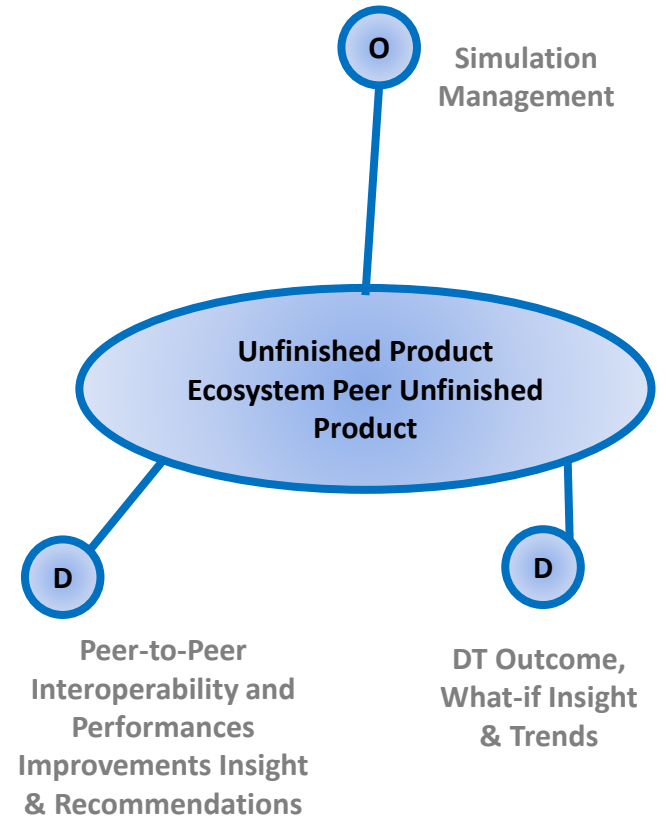 O
Simulation
Management
Unfinished Product
Ecosystem Peer Unfinished
Product
D
Peer-to-Peer
Interoperability and
Performances
Improvements Insight
& Recommendations
D
DT Outcome,
What-if Insight
& Trends